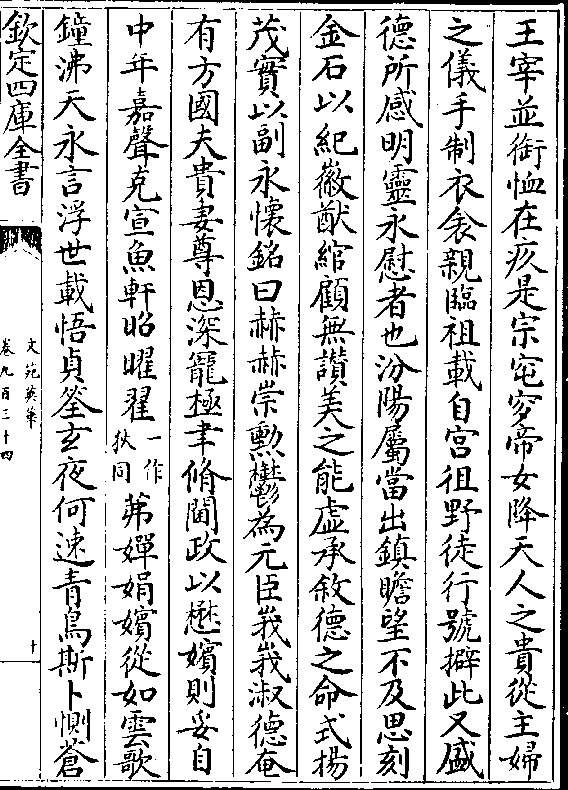 王宰並銜恤在疚是宗宅穸帝女降天人之貴從主婦
之儀手制衣衾親臨祖載自宫徂野徒行號擗此又盛
德所感明靈永慰者也汾陽屬當出鎮瞻望不及思刻
金石以紀徽猷綰顧無讃美之能虚承敘德之命式揚
茂實以副永懷銘曰赫赫崇勳鬱為元臣峩峩淑德奄
有方國夫貴妻尊恩深寵極聿脩閫政以懋嬪則妥自
中年嘉聲克宣魚軒昭曜翟一作狄同茀嬋娟嬪從如雲歌
鐘沸天永言浮世載悟貞筌玄夜何速青鳥斯卜惻蒼
欽定四庫全書
文苑英華
卷九百三十四
十